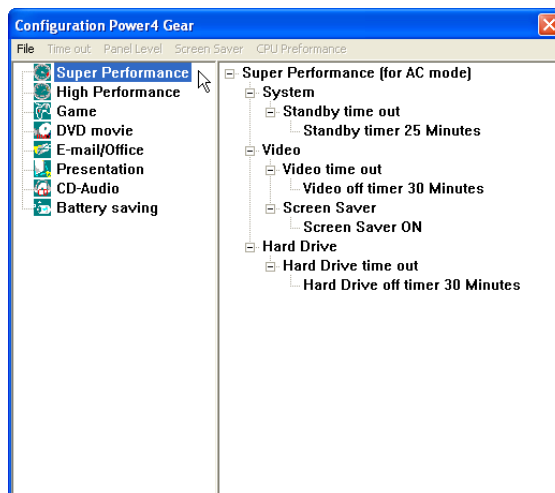 Configuration Power4 Gear
File Time out Panel Level Screen Saver CPU Preformance
Super Performance
High Performance
Game
DVD movie
E-mail/Office
Presentation
CD-Audio
Battery saving
Super Performance (for AC mode)
System
Standby time out
Standby timer 25 Minutes
Video
Video time out
Video off timer 30 Minutes
Screen Saver
Screen Saver ON
Hard Drive
Hard Drive time out
Hard Drive off timer 30 Minutes